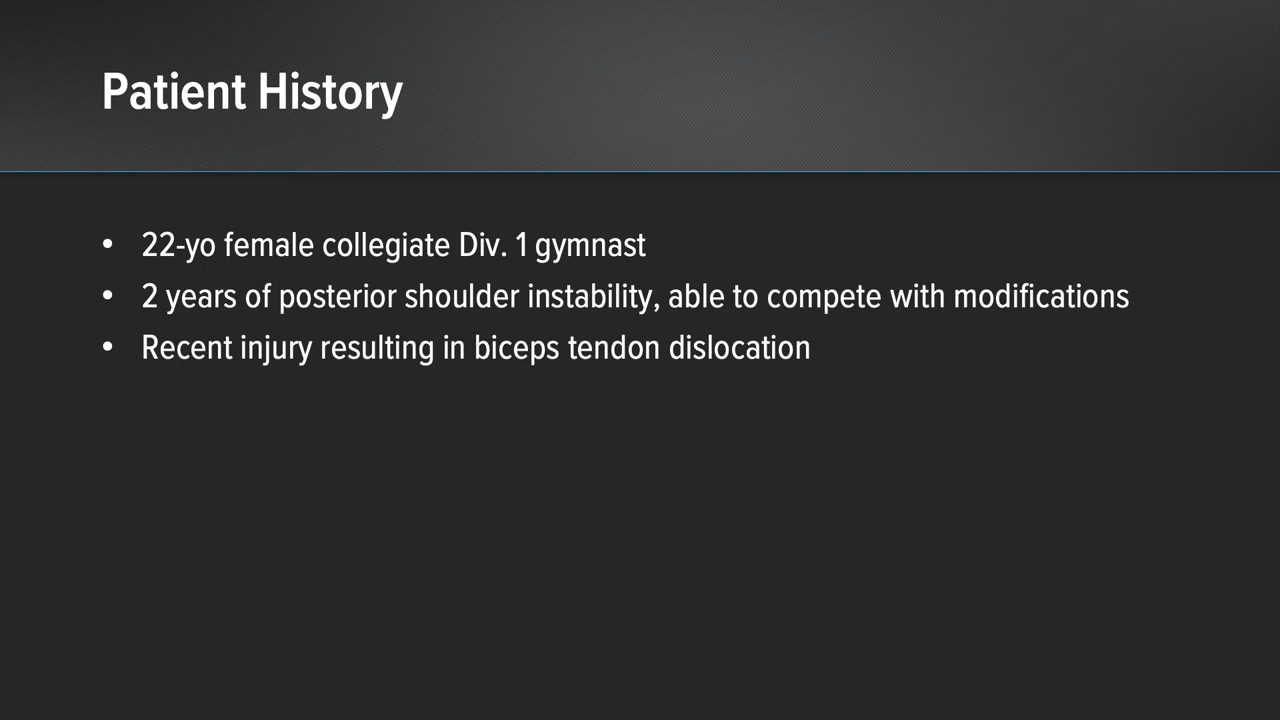 Patient History
• 22-yo female collegiate Div. 1 gymnast
• 2 years of posterior shoulder instability, able to compete with modifications
• Recent injury resulting in biceps tendon dislocation